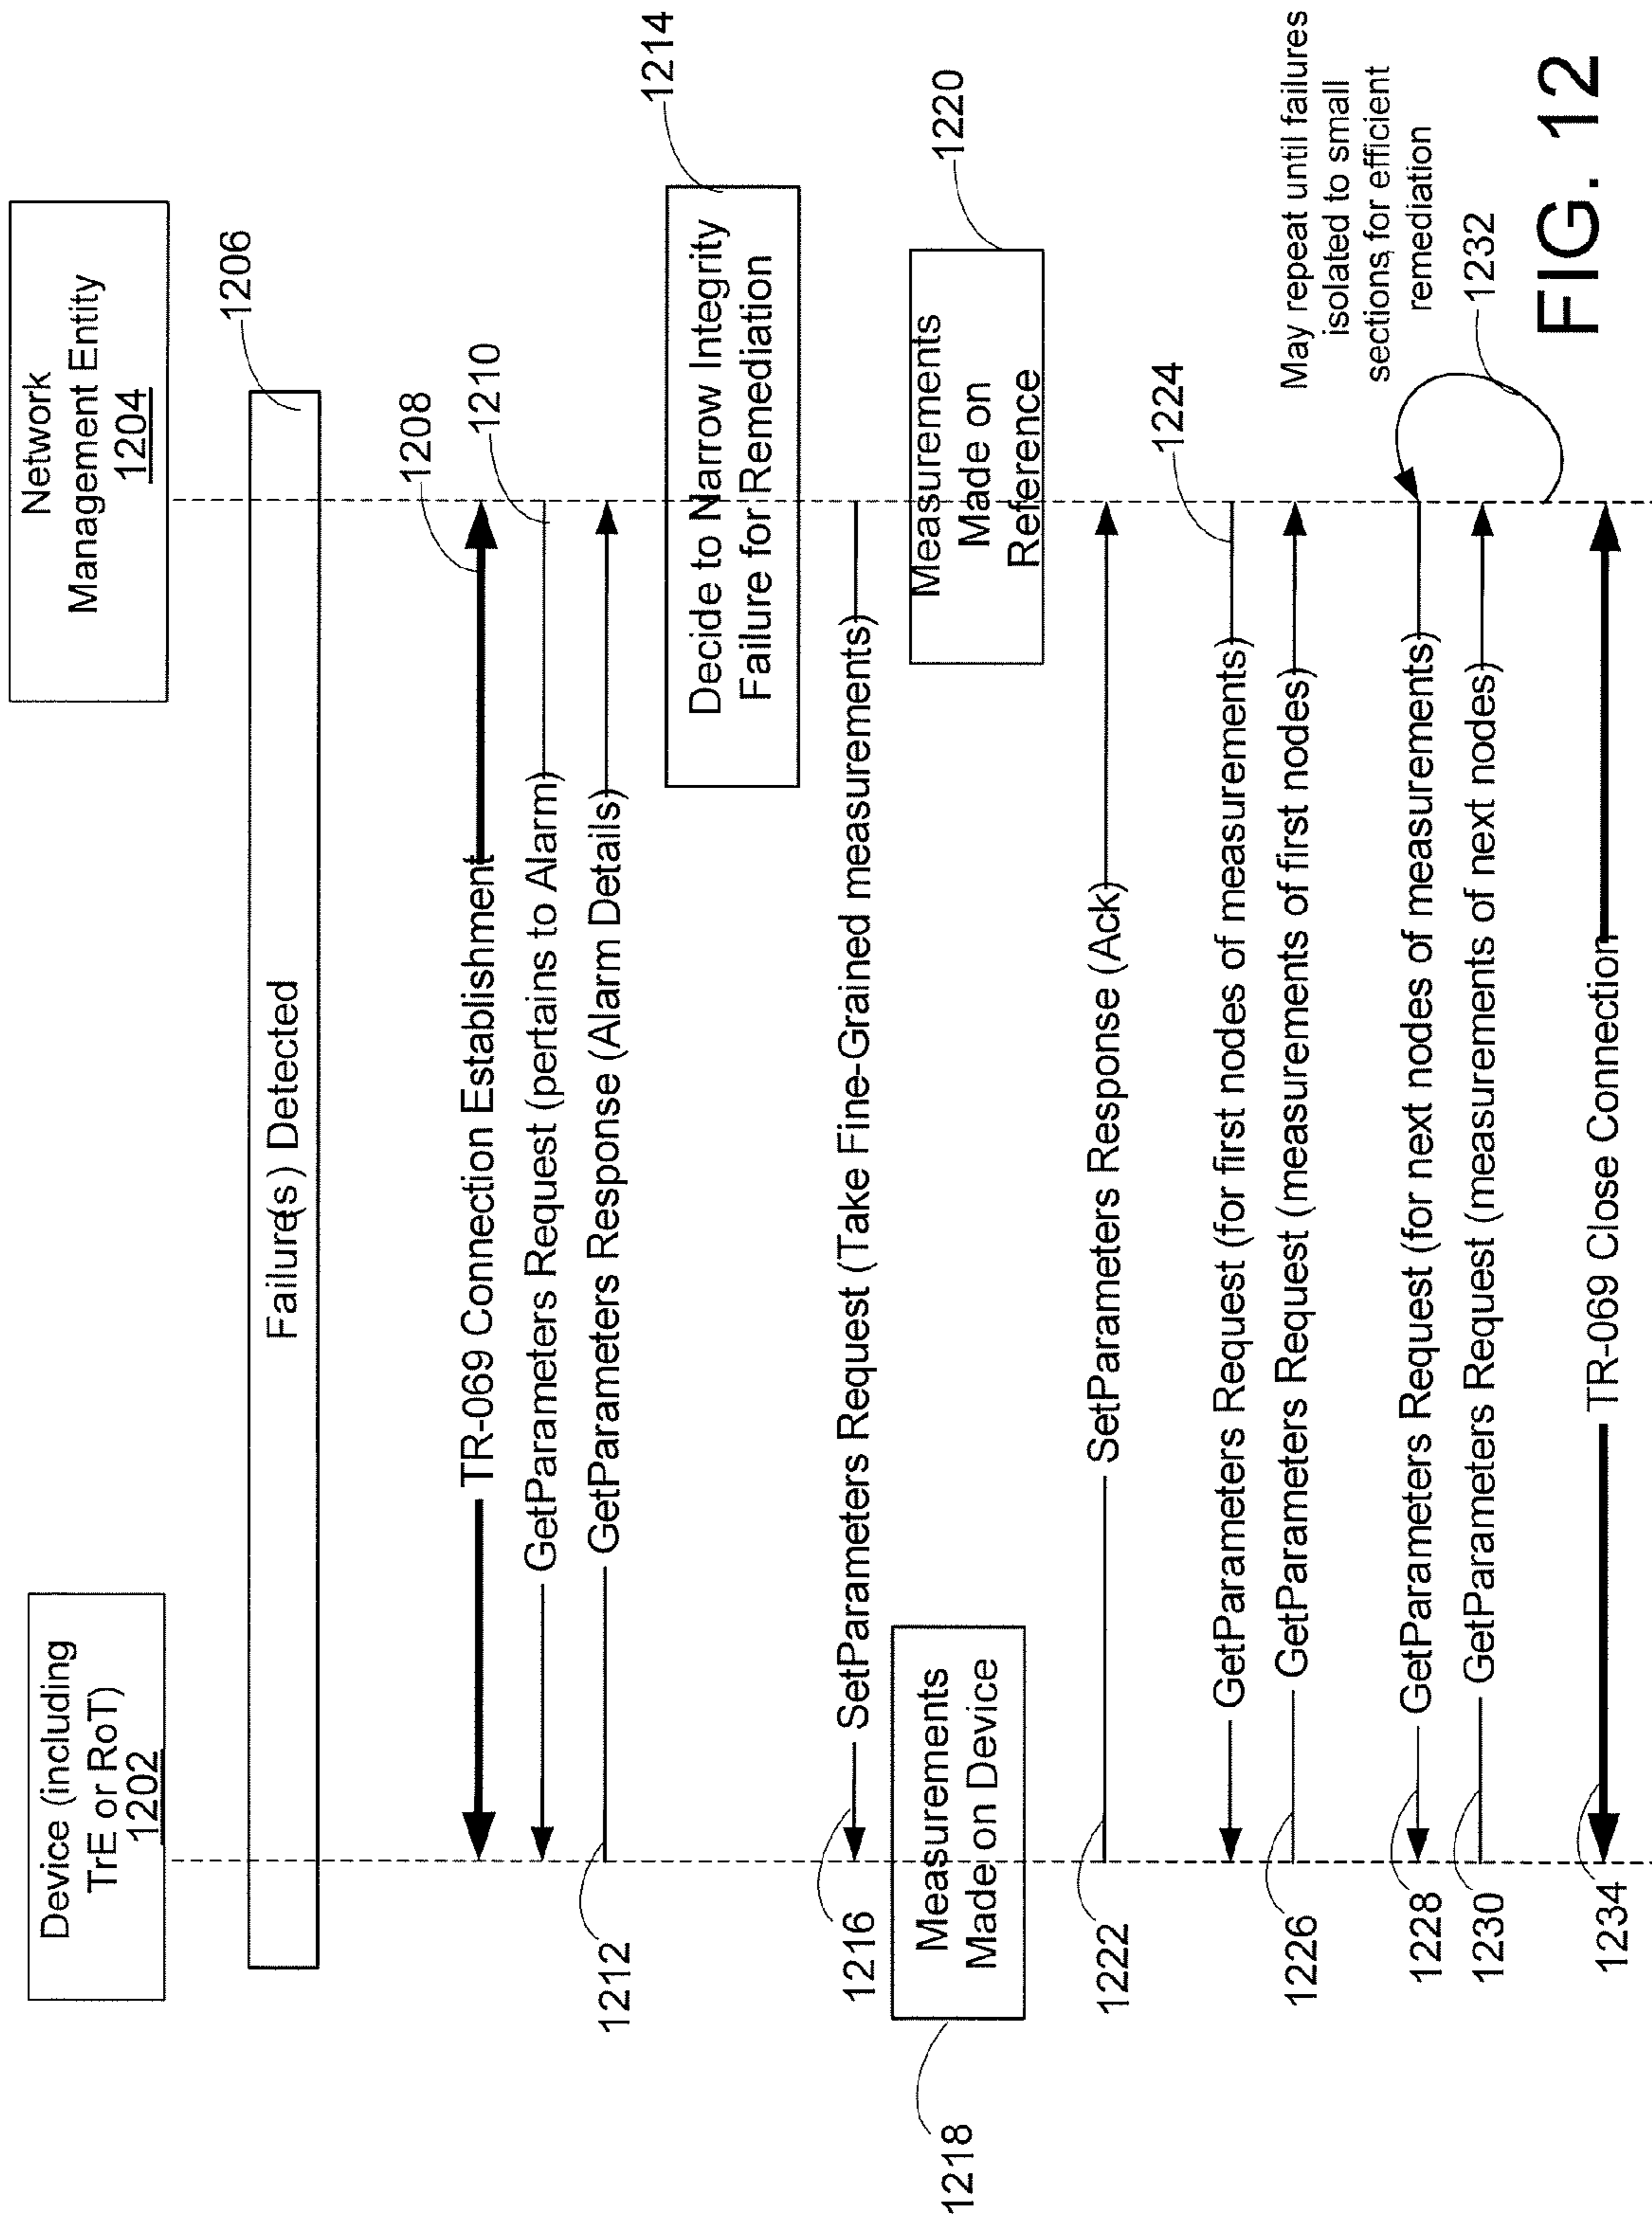 Device (including
TrE or RoT)
1202
Network
Management Entity
1204
Failure(s) Detected
1206
TR-069 Connection Establishment
1208
GetParameters Request (pertains to Alarm)
1210
GetParameters Response (Alarm Details)
1212
Decide to Narrow Integrity
Failure for Remediation
1214
SetParameters Request (Take Fine-Grained measurements)
1216
Measurements
Made on Device
1218
Measurements
Made on
Reference
1220
SetParameters Response (Ack)
1222
GetParameters Request (for first nodes of measurements)
1224
GetParameters Request (measurements of first nodes)
1226
GetParameters Request (for next nodes of measurements)
1228
GetParameters Request (measurements of next nodes)
1230
May repeat until failures
isolated to small
sections, for efficient
remediation
1232
TR-069 Close Connection
1234
FIG. 12